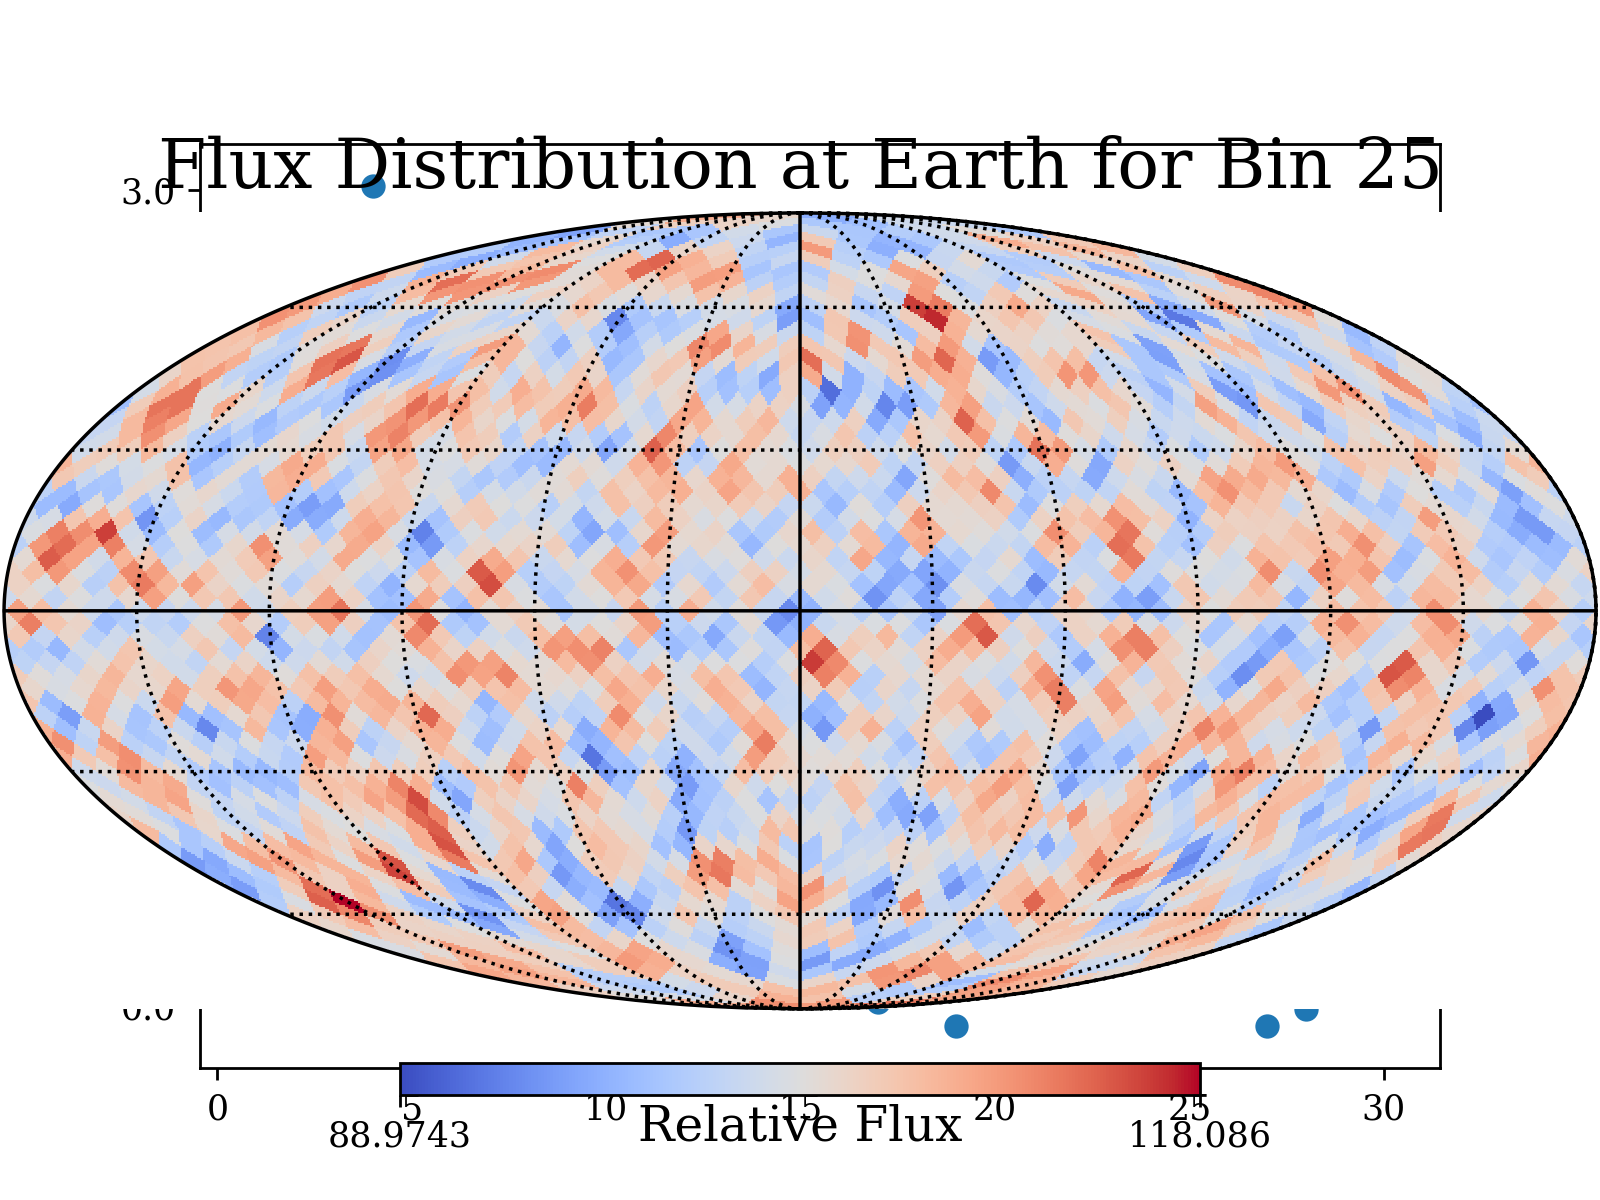 Flux Distribution at Earth for Bin 25
3.0
0.0
0 5 10 15 20 25 30
88.9743 Relative Flux 118.086